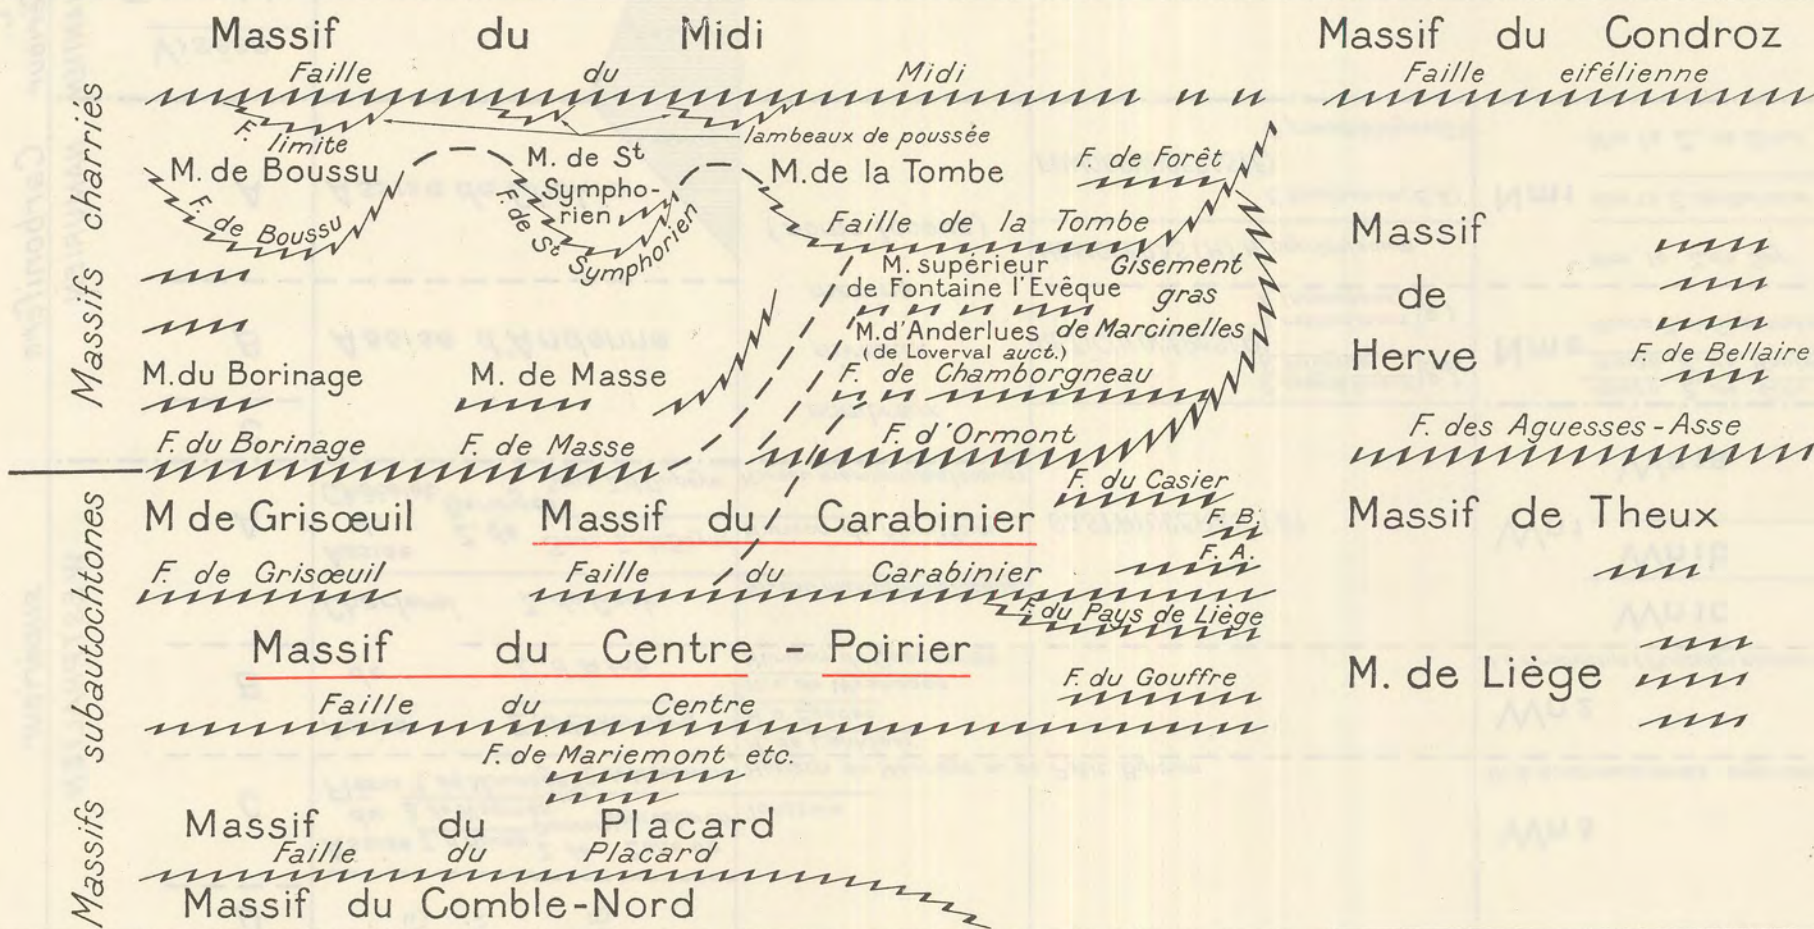 Massif du Midi
Faille du Midi
Massif du Condroz
Faille eifélienne
Massifs charriés
F. limite
lambeaux de poussée
M. de Boussu
F. de Boussu
M. de St
Sympho-
rien
F. de St Symphorien
M. de la Tombe
F. de Forêt
Faille de la Tombe
M. supérieur
de Fontaine l'Evêque
Gisement
gras
de Marcinelles
M. d'Anderlues
(de Loverval auct.)
F. de Chamborgneau
F. d'Ormont
M. du Borinage
M. de Masse
F. du Borinage
F. de Masse
Massif
de
Herve
F. de Bellaire
F. des Aguesses - Asse
Massifs subautochtones
M de Grisœuil
F. de Grisœuil
Massif du Carabinier
Faille du Carabinier
F. du Casier
F. B.
F. A.
F. du Pays de Liège
Massif de Theux
Massif du Centre - Poirier
Faille du Centre
F. du Gouffre
M. de Liège
F. de Mariemont etc.
Massif du Placard
Faille du Placard
Massif du Comble-Nord